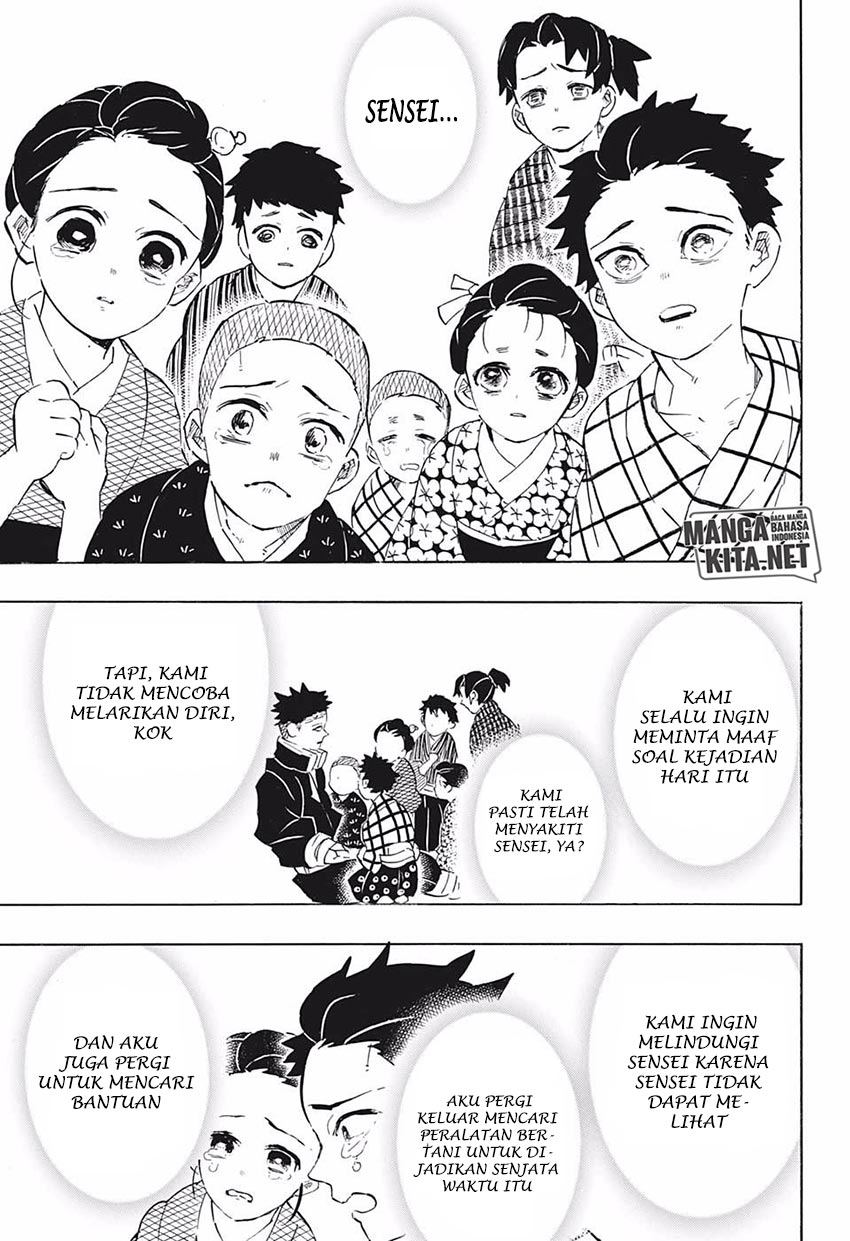 SENSEI...
MANGA
KITA.NET
BACA MANGA
BAHASA
INDONESIA
KAMI
SELALU INGIN
MEMINTA MAAF
SOAL KEJADIAN
HARI ITU
KAMI
PASTI TELAH
MENYAKITI
SENSEI, YA?
TAPI, KAMI
TIDAK MENCOBA
MELARIKAN DIRI,
KOK
KAMI INGIN
MELINDUNGI
SENSEI KARENA
SENSEI TIDAK
DAPAT ME-
LIHAT
AKU PERGI
KELUAR MENCARI
PERALATAN BER-
TANI UNTUK DI-
JADIKAN SENJATA
WAKTU ITU
DAN AKU
JUGA PERGI
UNTUK MENCARI
BANTUAN